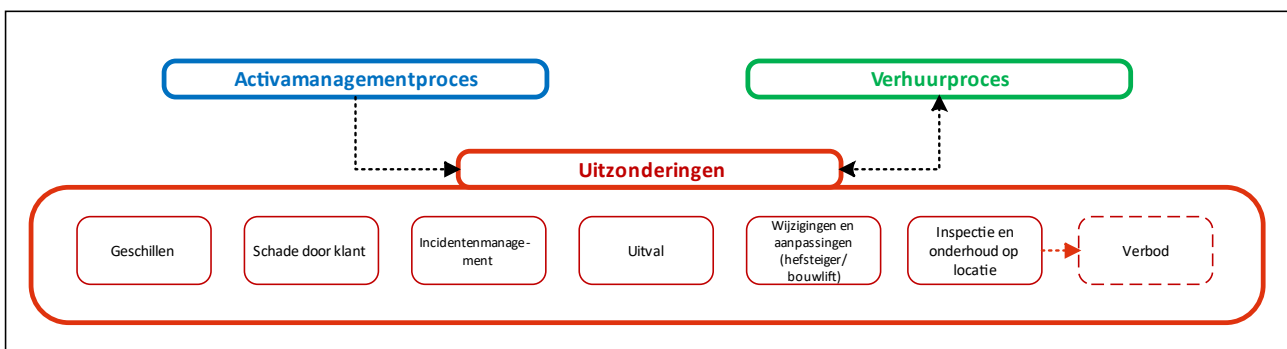 Activamanagementproces
Verhuurproces
Uitzonderingen
Geschillen
Schade door klant
Incidentenmanage-
ment
Uitval
Wijzigingen en
aanpassingen
(hefsteiger/
bouwlift)
Inspectie en
onderhoud op
locatie
Verbod